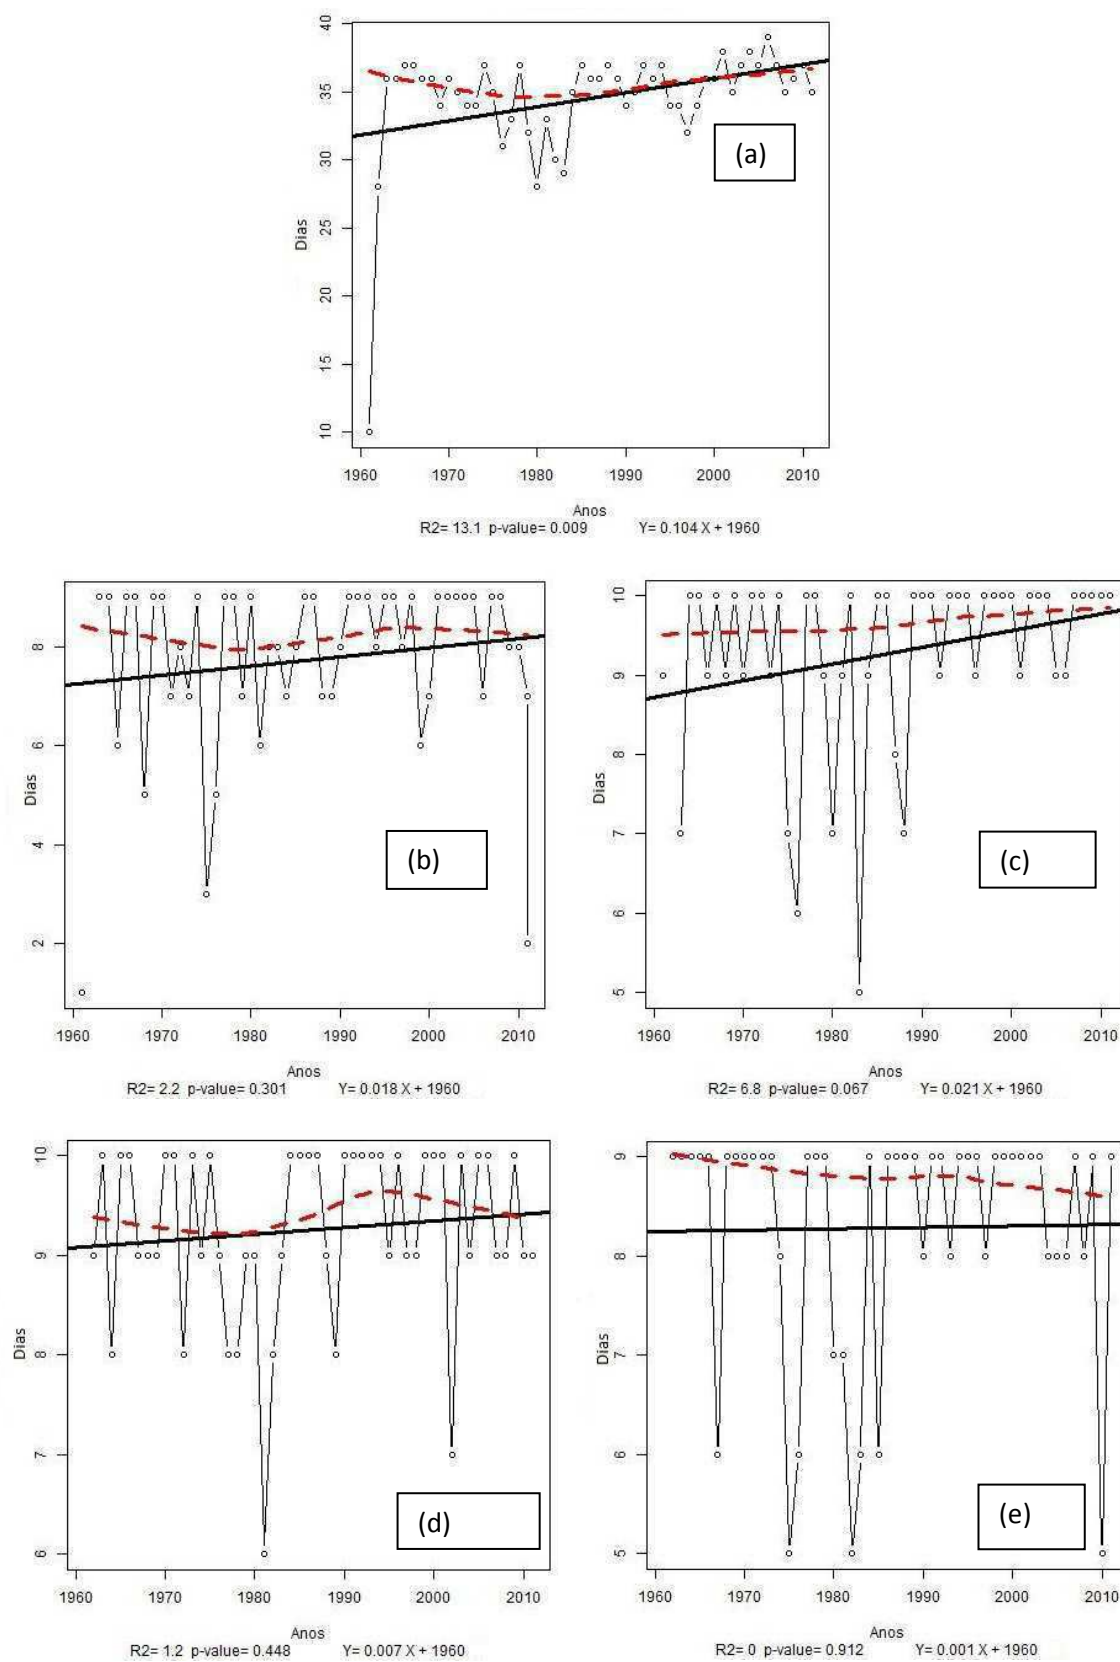 40
35
30
25
20
15
10
Dias
(a)
1960 1970 1980 1990 2000 2010
Anos
R2= 13.1 p-value= 0.009 Y= 0.104 X + 1960
8
6
4
2
Dias
(b)
1960 1970 1980 1990 2000 2010
Anos
R2= 2.2 p-value= 0.301 Y= 0.018 X + 1960
10
9
8
7
6
5
Dias
(c)
1960 1970 1980 1990 2000 2010
Anos
R2= 6.8 p-value= 0.067 Y= 0.021 X + 1960
10
9
8
7
6
Dias
(d)
1960 1970 1980 1990 2000 2010
Anos
R2= 1.2 p-value= 0.448 Y= 0.007 X + 1960
9
8
7
6
5
Dias
(e)
1960 1970 1980 1990 2000 2010
Anos
R2= 0 p-value= 0.912 Y= 0.001 X + 1960